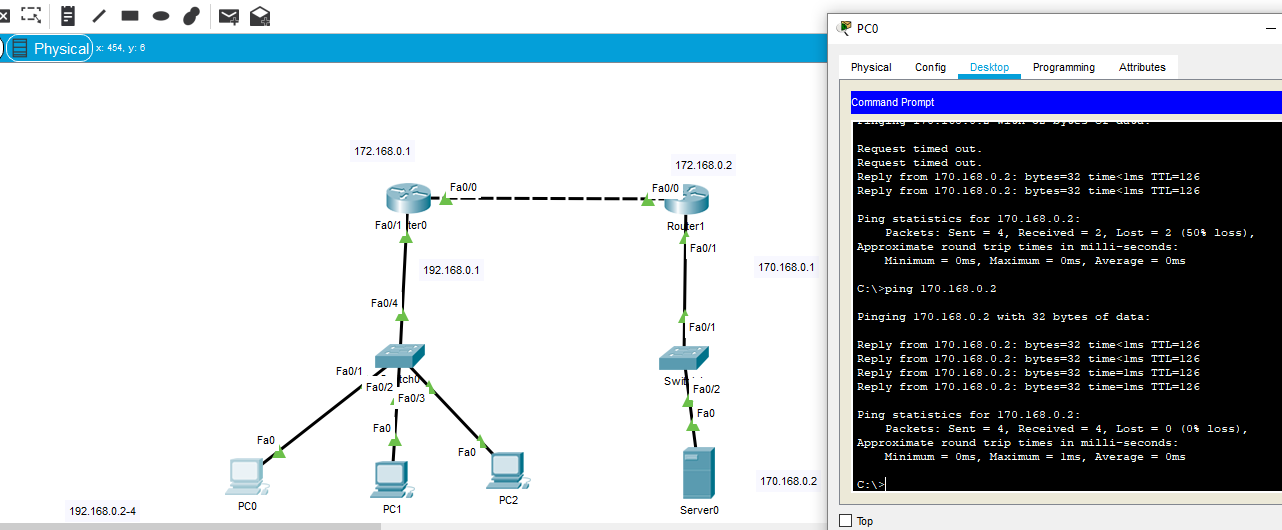 Physical
x: 454, y: 6
172.168.0.1
172.168.0.2
Fa0/0
Fa0/0
Fa0/1
ter0
Router1
Fa0/1
192.168.0.1
170.168.0.1
Fa0/4
Fa0/1
Fa0/1
tch0
Swit
Fa0/2
Fa0/2
Fa0/3
Fa0
Fa0
Fa0
Fa0
170.168.0.2
PC0
PC1
PC2
Server0
192.168.0.2-4
PC0
Physical Config Desktop Programming Attributes
Command Prompt
Pinging 170.168.0.2 with 32 bytes of data:
Request timed out.
Request timed out.
Reply from 170.168.0.2: bytes=32 time<1ms TTL=126
Reply from 170.168.0.2: bytes=32 time<1ms TTL=126
Ping statistics for 170.168.0.2:
Packets: Sent = 4, Received = 2, Lost = 2 (50% loss),
Approximate round trip times in milli-seconds:
Minimum = 0ms, Maximum = 0ms, Average = 0ms
C:\>ping 170.168.0.2
Pinging 170.168.0.2 with 32 bytes of data:
Reply from 170.168.0.2: bytes=32 time<1ms TTL=126
Reply from 170.168.0.2: bytes=32 time<1ms TTL=126
Reply from 170.168.0.2: bytes=32 time=1ms TTL=126
Reply from 170.168.0.2: bytes=32 time=1ms TTL=126
Ping statistics for 170.168.0.2:
Packets: Sent = 4, Received = 4, Lost = 0 (0% loss),
Approximate round trip times in milli-seconds:
Minimum = 0ms, Maximum = 1ms, Average = 0ms
C:\>
Top